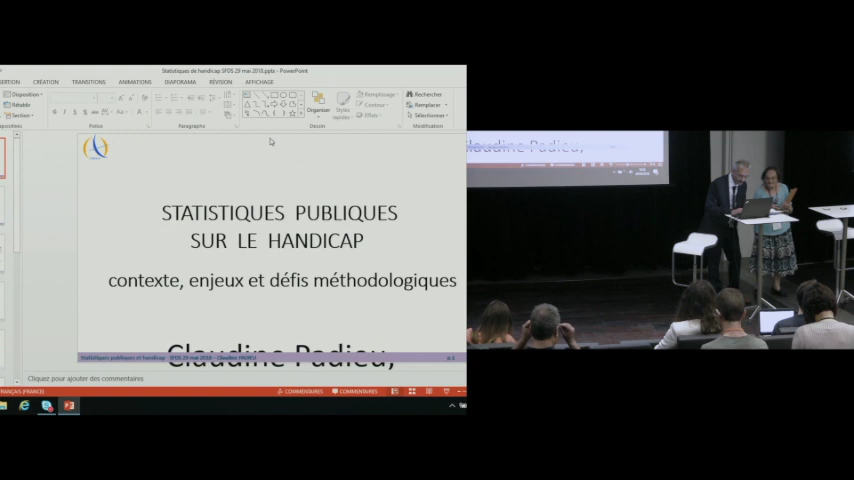 Statistiques de handicap SFDS 29 mai 2018.pptx - PowerPoint
SERTION CRÉATION TRANSITIONS ANIMATIONS DIAPORAMA RÉVISION AFFICHAGE
Disposition
Rétablir
Section
Organiser
Styles
rapides
Remplissage
Contour
Effets
Rechercher
Remplacer
Sélectionner
Police Paragraphe Dessin Modification
STATISTIQUES PUBLIQUES
SUR LE HANDICAP
contexte, enjeux et défis méthodologiques
Claudine Padieu,
Statistiques publiques et handicap - SFDS 29 mai 2018 - Claudine PADIEU
Cliquez pour ajouter des commentaires
FRANÇAIS (FRANCE) COMMENTAIRES COMMENTAIRES
Claudine Padieu,